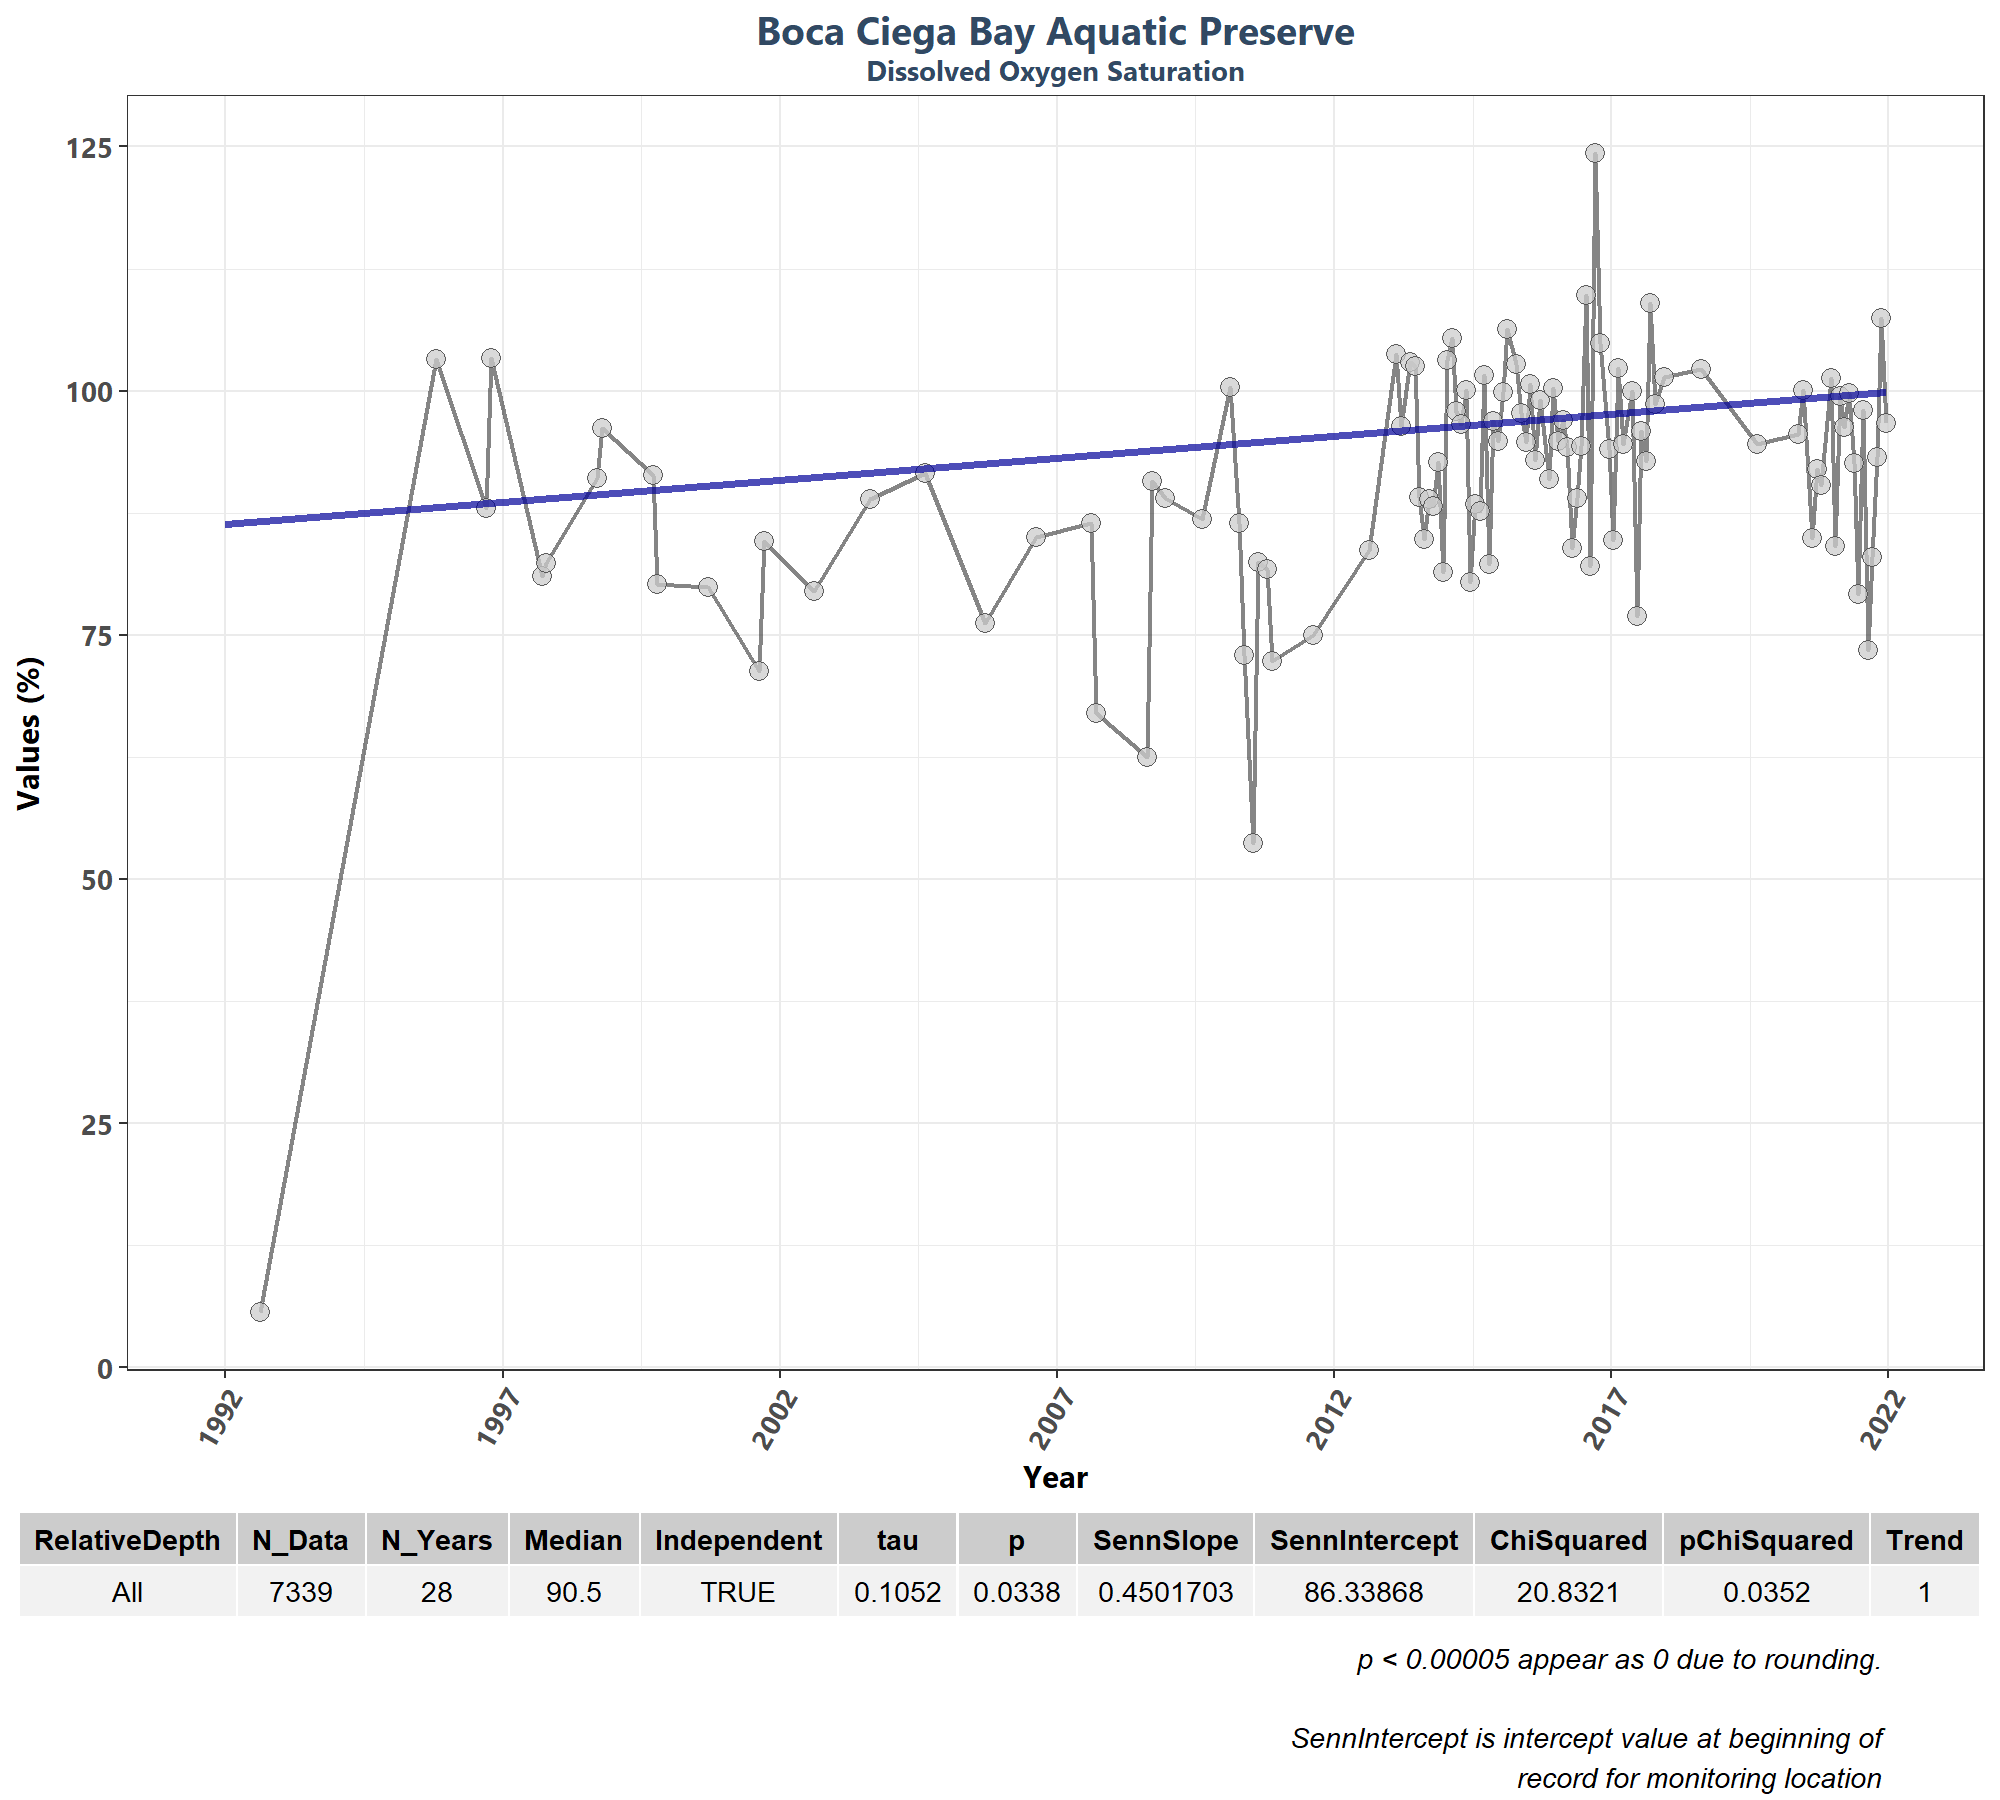 Boca Ciega Bay Aquatic Preserve
Dissolved Oxygen Saturation
125
100
75
50
25
0
Values (%)
1992 1997 2002 2007 2012 2017 2022
Year
RelativeDepth N_Data N_Years Median Independent tau p SennSlope SennIntercept ChiSquared pChiSquared Trend
All 7339 28 90.5 TRUE 0.1052 0.0338 0.4501703 86.33868 20.8321 0.0352 1
p < 0.00005 appear as 0 due to rounding.
SennIntercept is intercept value at beginning of
record for monitoring location